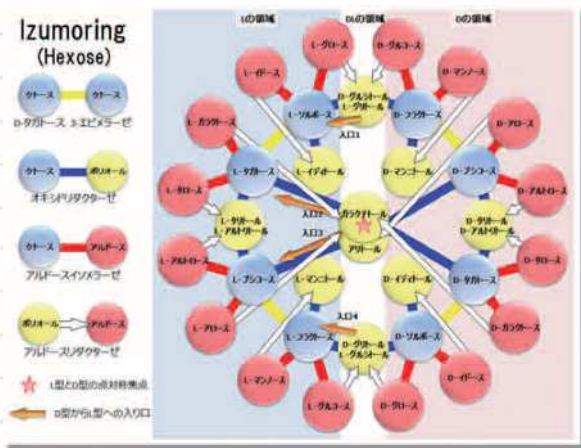 Izumoring
(Hexose)
ケトース
ケトース
D-タガトース 3-エピメラーゼ
ケトース
ポリオール
オキシドリダクターゼ
ケトース
アルドース
アルドースイソメラーゼ
ポリオール
アルドース
アルドースリダクターゼ
L型とD型の点対称焦点
D型からL型への入り口
Lの領域
DLの領域
Dの領域
L-グロース
D-グルコース
L-イドース
D-マンノース
D-グルシトール
L-グリトール
L-ソルボース
D-フラクトース
入口1
L-ガラクトース
D-アロース
L-タガトース
L-イディトール
D-マンニトール
D-プシコース
L-タロース
D-アルトロース
入口2
ガラクチトール
L-タリトール
L-アルトリトール
D-タリトール
D-アルトリトール
入口3
アリトール
L-アルトロース
D-タロース
L-プシコース
L-マンニトール
D-イディトール
D-タガトース
L-アロース
D-ガラクトース
入口4
L-フラクトース
D-ソルボース
D-グリトール
L-グルシトール
L-マンノース
D-イドース
L-グルコース
D-グロース